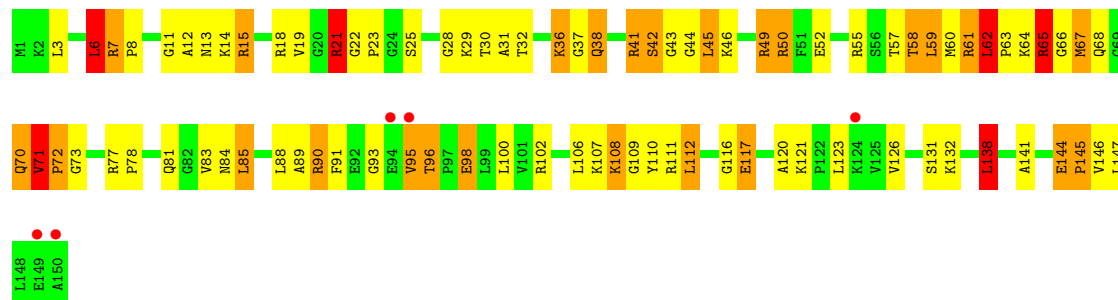 M1 K2 L3 L6 R7 P8 G11 A12 N13 K14 R15 R18 V19 G20 R21 G22 P23 G24 S25 G28 K29 T30 A31 T32 K36 G37 Q38 R41 S42 G43 G44 L45 K46 R49 R50 F51 E52 R55 S56 T57 T58 L59 M60 R61 L62 P63 K64 R65 G66 M67 Q68 G69
Q70 V71 P72 G73 R77 P78 Q81 G82 V83 N84 L85 L88 A89 R90 F91 E92 G93 E94 V95 T96 P97 E98 L99 L100 V101 R102 L106 K107 K108 G109 Y110 R111 L112 G116 E117 A120 K121 P122 L123 K124 V125 V126 S131 K132 L138 A141 E144 P145 V146 L147
L148 E149 A150